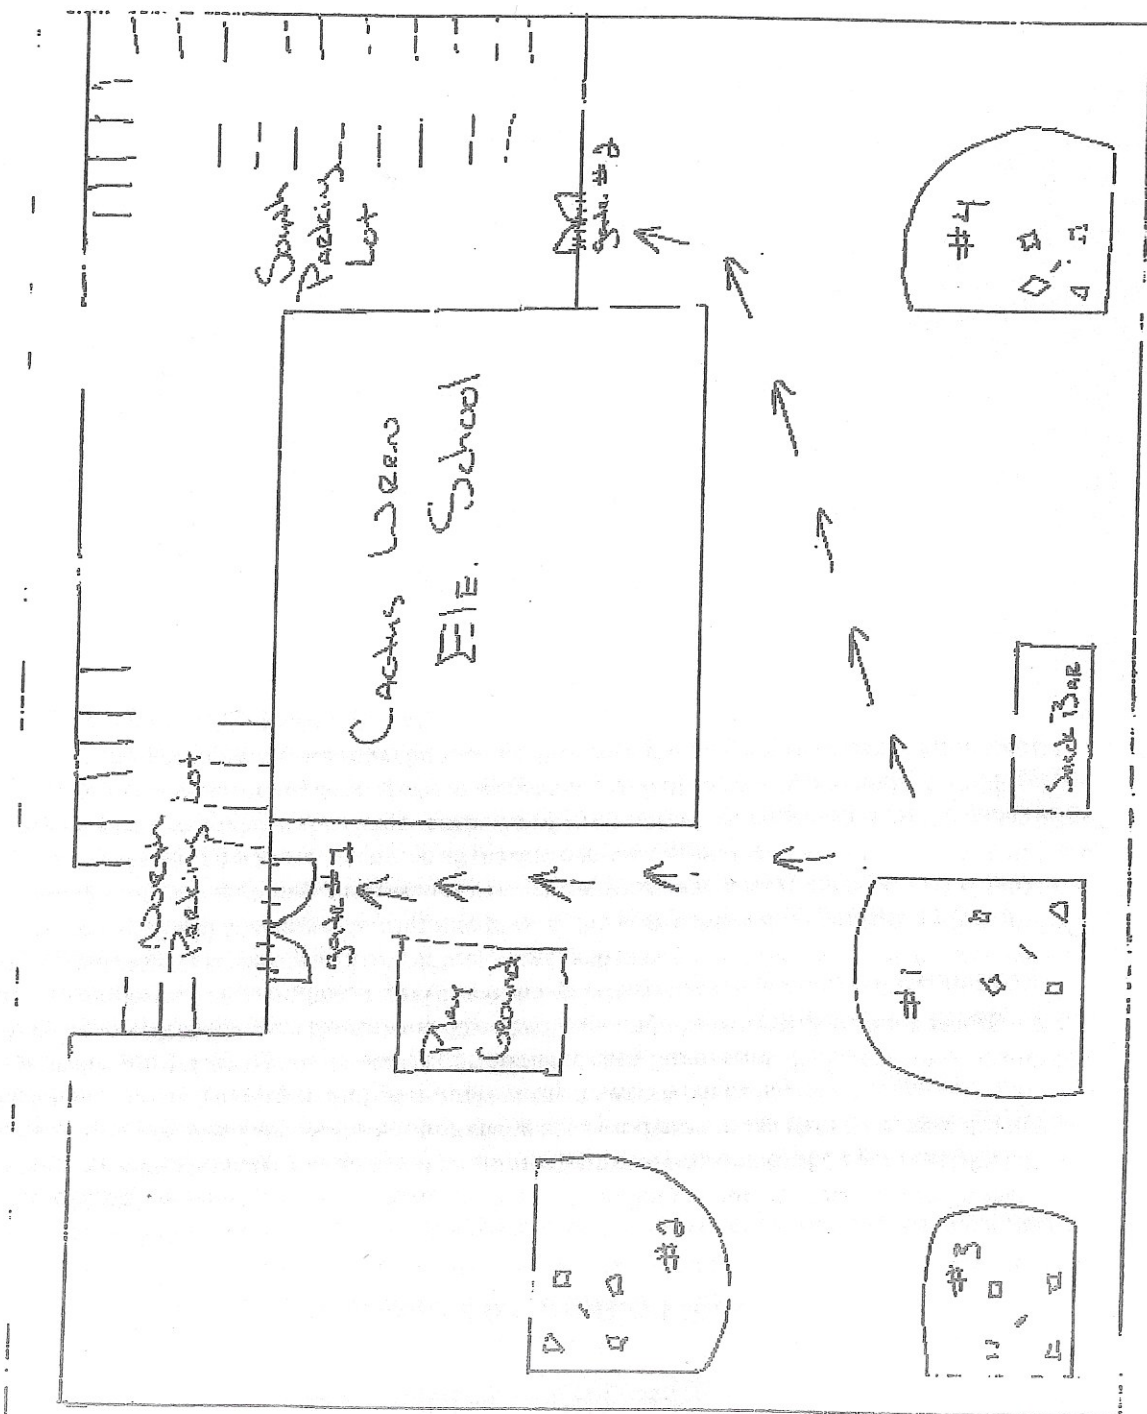 North
Parking Lot
South
Parking
Lot
gate #1
Cactus Wren
ElE. School
gate #2
Play
Ground
#2
#1
#3
Snack Bar
#4